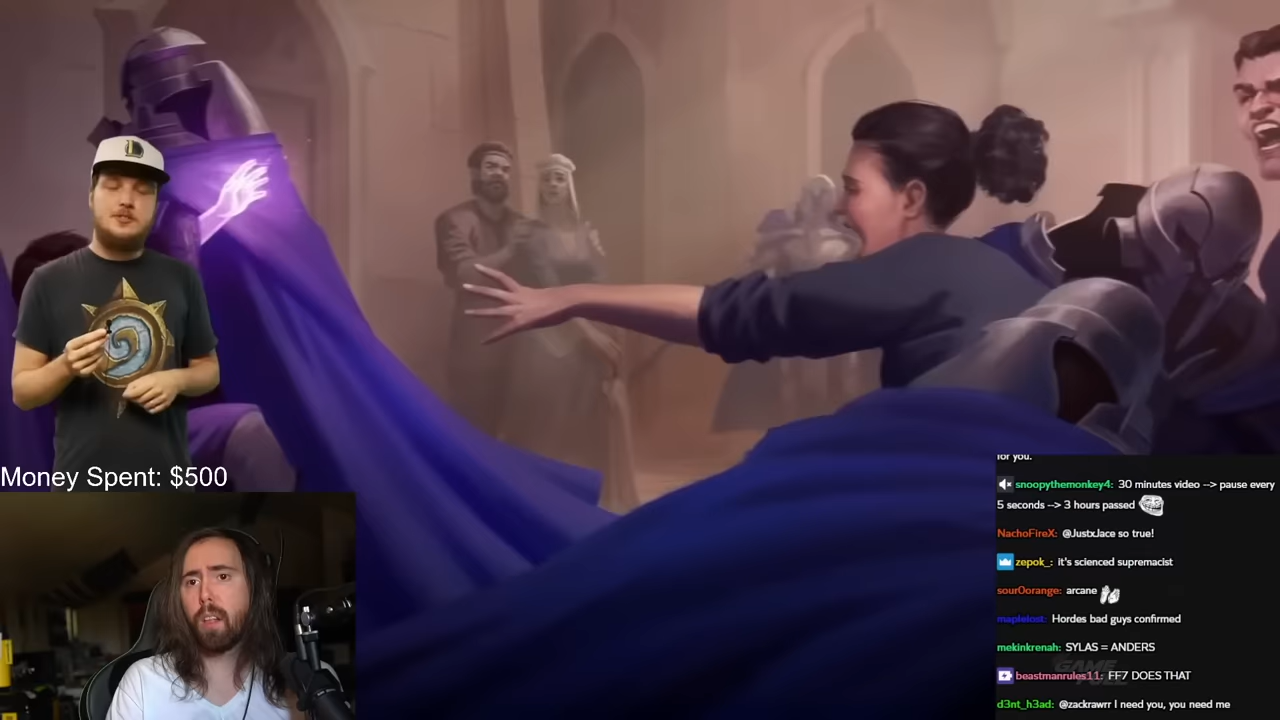 Money Spent: $500
for you.
snoopythemonkey4: 30 minutes video --> pause every
5 seconds --> 3 hours passed
NachoFireX: @JustxJace so true!
zepok_: it's scienced supremacist
sour0orange: arcane
maplelost: Hordes bad guys confirmed
mekinkrenah: SYLAS = ANDERS
GAME
FULL
beastmanrules11: FF7 DOES THAT
d3nt_h3ad: @zackrawrr I need you, you need me